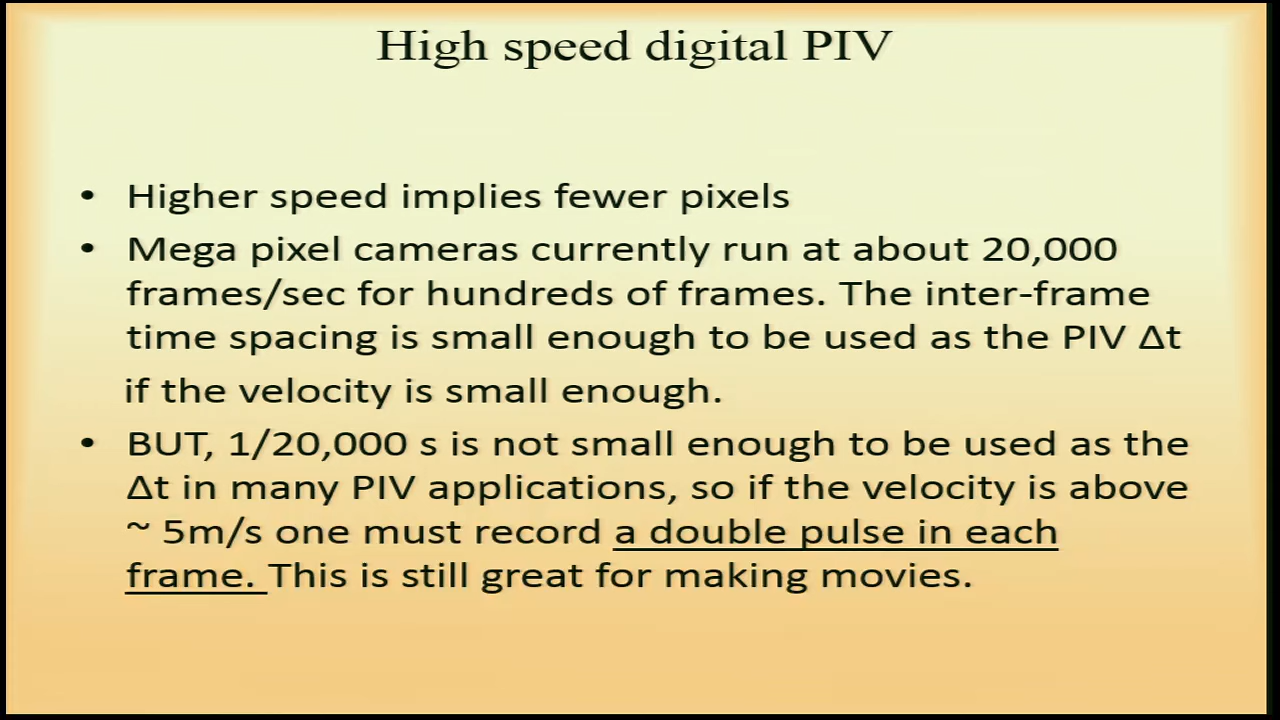 High speed digital PIV
• Higher speed implies fewer pixels
• Mega pixel cameras currently run at about 20,000
frames/sec for hundreds of frames. The inter-frame
time spacing is small enough to be used as the PIV Δt
if the velocity is small enough.
• BUT, 1/20,000 s is not small enough to be used as the
Δt in many PIV applications, so if the velocity is above
~ 5m/s one must record a double pulse in each
frame. This is still great for making movies.